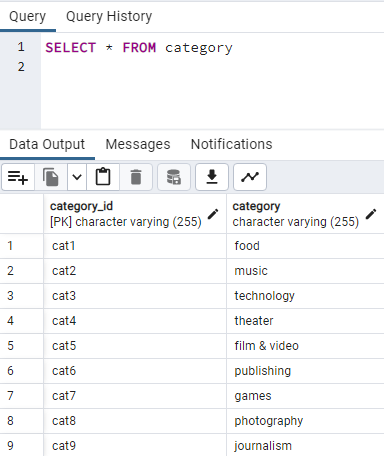 Query Query History
1 SELECT * FROM category
2
Data Output Messages Notifications
category_id category
[PK] character varying (255) character varying (255)
1 cat1 food
2 cat2 music
3 cat3 technology
4 cat4 theater
5 cat5 film & video
6 cat6 publishing
7 cat7 games
8 cat8 photography
9 cat9 journalism